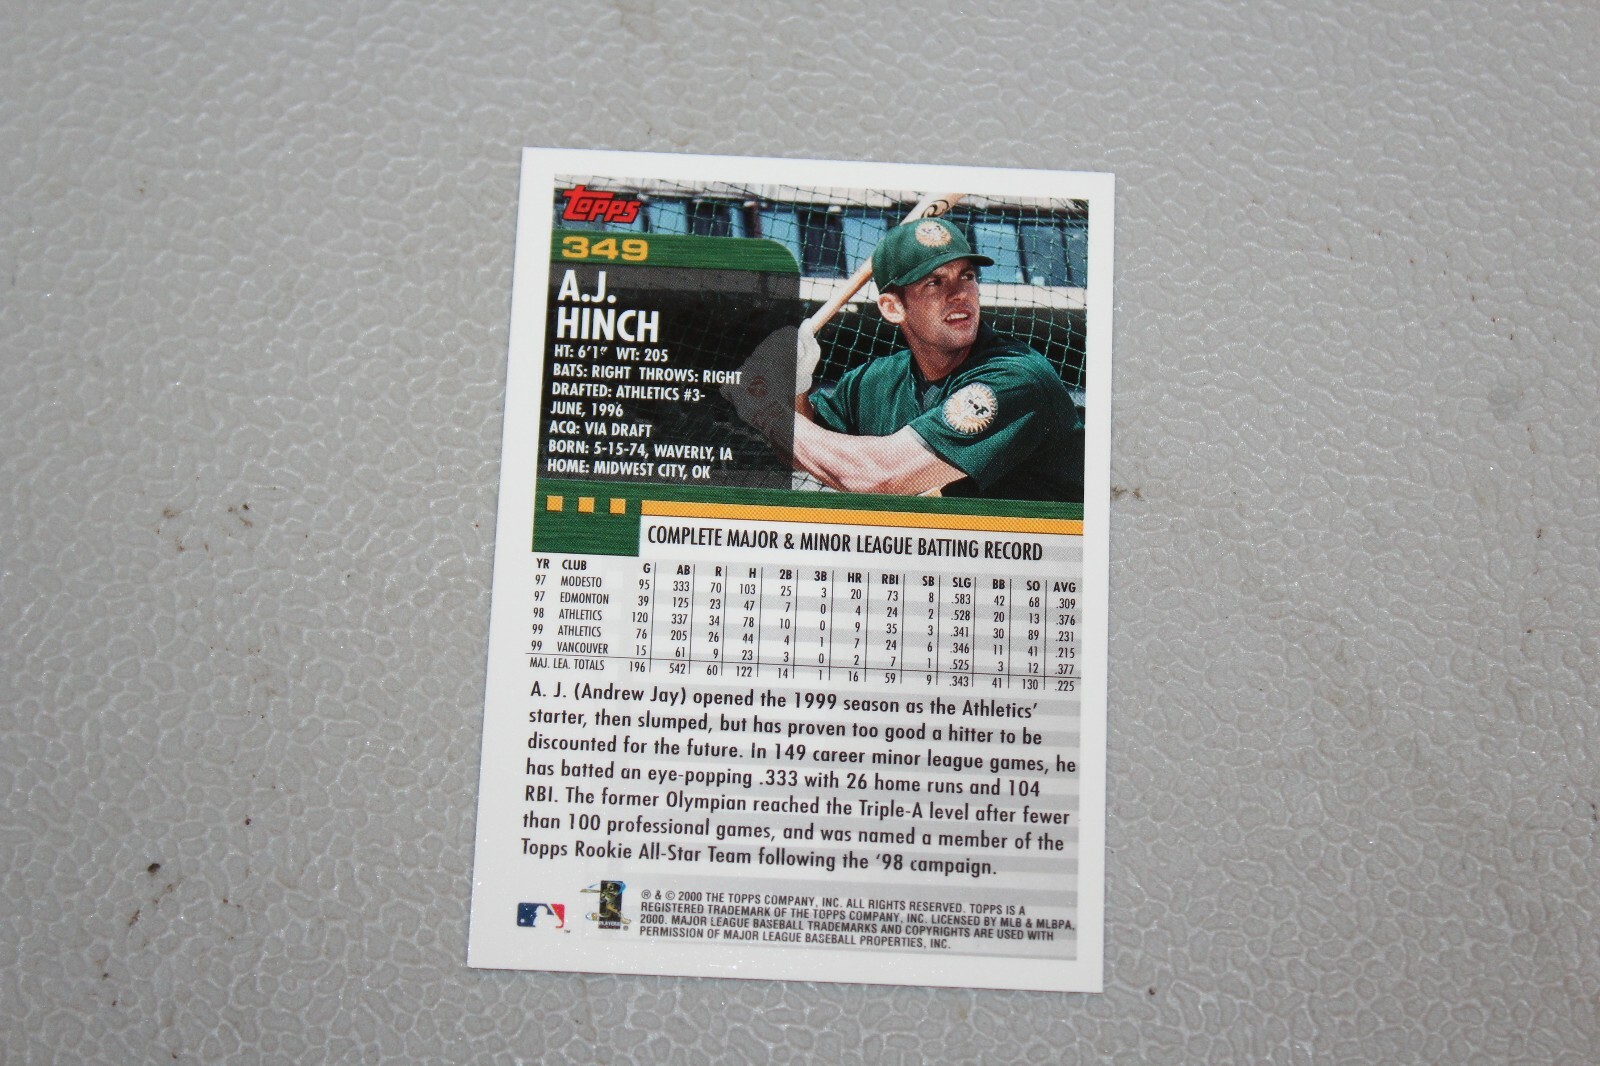 Topps
349
A.J.
HINCH
HT: 6'1" WT: 205
BATS: RIGHT THROWS: RIGHT
DRAFTED: ATHLETICS #3-
JUNE, 1996
ACQ: VIA DRAFT
BORN: 5-15-74, WAVERLY, IA
HOME: MIDWEST CITY, OK
COMPLETE MAJOR & MINOR LEAGUE BATTING RECORD
YR CLUB G AB R H 2B 3B HR RBI SB SLG BB SO AVG
97 MODESTO 95 333 70 103 25 3 20 73 8 .583 42 68 .309
97 EDMONTON 39 125 23 47 7 0 4 24 2 .528 20 13 .376
98 ATHLETICS 120 337 34 78 10 0 9 35 3 .341 30 89 .231
99 ATHLETICS 76 205 26 44 4 1 7 24 6 .346 11 41 .215
99 VANCOUVER 15 61 9 23 3 0 2 7 1 .525 3 12 .377
MAJ. LEA. TOTALS 196 542 60 122 14 1 16 59 9 .343 41 130 .225
A. J. (Andrew Jay) opened the 1999 season as the Athletics'
starter, then slumped, but has proven too good a hitter to be
discounted for the future. In 149 career minor league games, he
has batted an eye-popping .333 with 26 home runs and 104
RBI. The former Olympian reached the Triple-A level after fewer
than 100 professional games, and was named a member of the
Topps Rookie All-Star Team following the '98 campaign.
® & © 2000 THE TOPPS COMPANY, INC. ALL RIGHTS RESERVED. TOPPS IS A
REGISTERED TRADEMARK OF THE TOPPS COMPANY, INC. LICENSED BY MLB & MLBPA,
2000. MAJOR LEAGUE BASEBALL TRADEMARKS AND COPYRIGHTS ARE USED WITH
PERMISSION OF MAJOR LEAGUE BASEBALL PROPERTIES, INC.